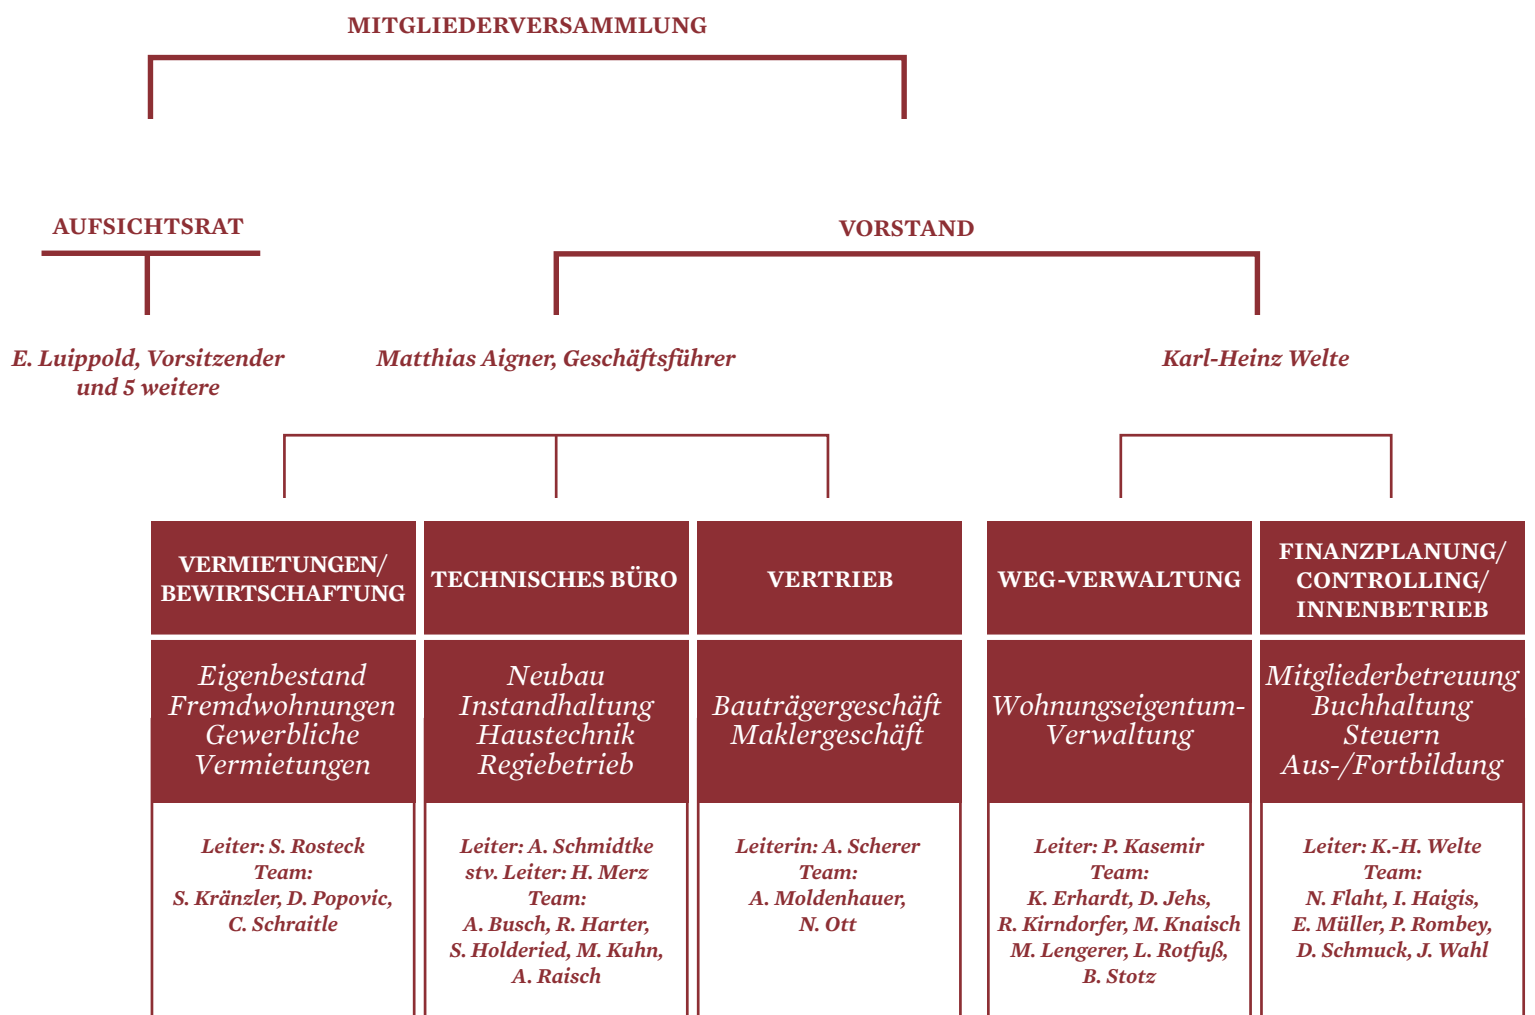 MITGLIEDERVERSAMMLUNG
AUFSICHTSRAT
VORSTAND
E. Luippold, Vorsitzender
und 5 weitere
Matthias Aigner, Geschäftsführer
Karl-Heinz Welte
VERMIETUNGEN/
BEWIRTSCHAFTUNG
Eigenbestand
Fremdwohnungen
Gewerbliche
Vermietungen
Leiter: S. Rosteck
Team:
S. Kränzler, D. Popovic,
C. Schraitle
TECHNISCHES BÜRO
Neubau
Instandhaltung
Haustechnik
Regiebetrieb
Leiter: A. Schmidtke
stv. Leiter: H. Merz
Team:
A. Busch, R. Harter,
S. Holderied, M. Kuhn,
A. Raisch
VERTRIEB
Bauträgergeschäft
Maklergeschäft
Leiterin: A. Scherer
Team:
A. Moldenhauer,
N. Ott
WEG-VERWALTUNG
Wohnungseigentum-
Verwaltung
Leiter: P. Kasemir
Team:
K. Erhardt, D. Jehs,
R. Kirndorfer, M. Knaisch
M. Lengerer, L. Rotfuß,
B. Stotz
FINANZPLANUNG/
CONTROLLING/
INNENBETRIEB
Mitgliederbetreuung
Buchhaltung
Steuern
Aus-/Fortbildung
Leiter: K.-H. Welte
Team:
N. Flaht, I. Haigis,
E. Müller, P. Rombey,
D. Schmuck, J. Wahl